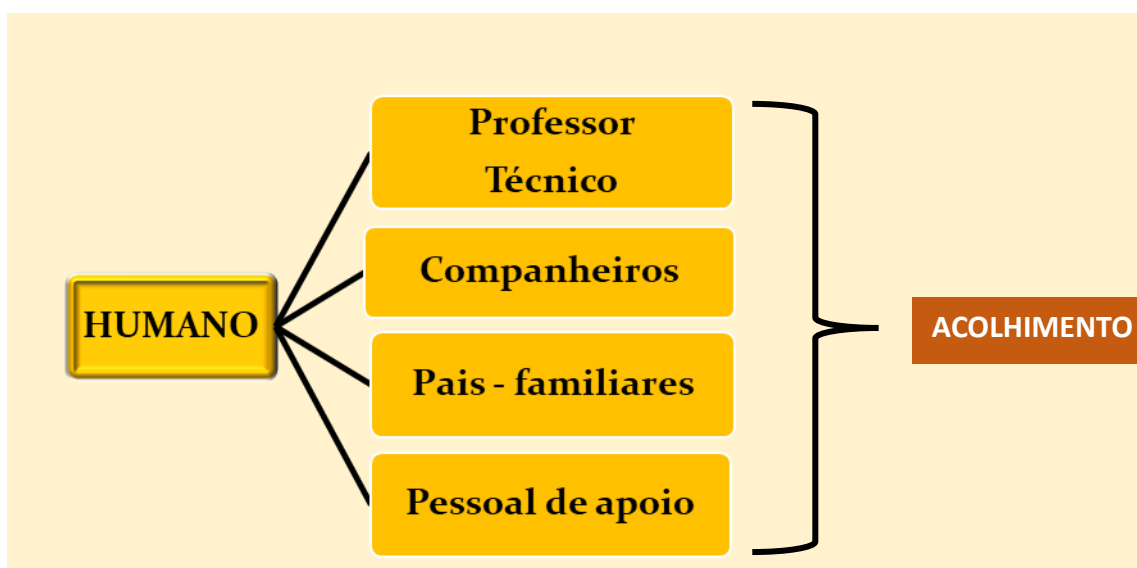 Professor
Técnico
Companheiros
HUMANO
ACOLHIMENTO
Pais - familiares
Pessoal de apoio